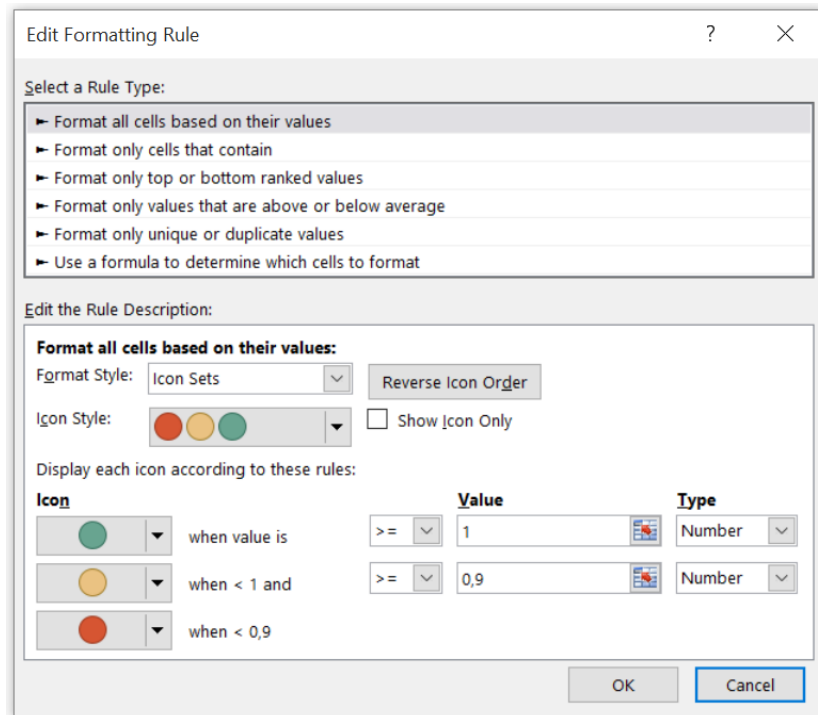 Edit Formatting Rule ? ×
Select a Rule Type:
► Format all cells based on their values
► Format only cells that contain
► Format only top or bottom ranked values
► Format only values that are above or below average
► Format only unique or duplicate values
► Use a formula to determine which cells to format
Edit the Rule Description:
Format all cells based on their values:
Format Style: Icon Sets Reverse Icon Order
Icon Style: Show Icon Only
Display each icon according to these rules:
Icon Value Type
when value is >= 1 Number
when < 1 and >= 0,9 Number
when < 0,9
OK Cancel